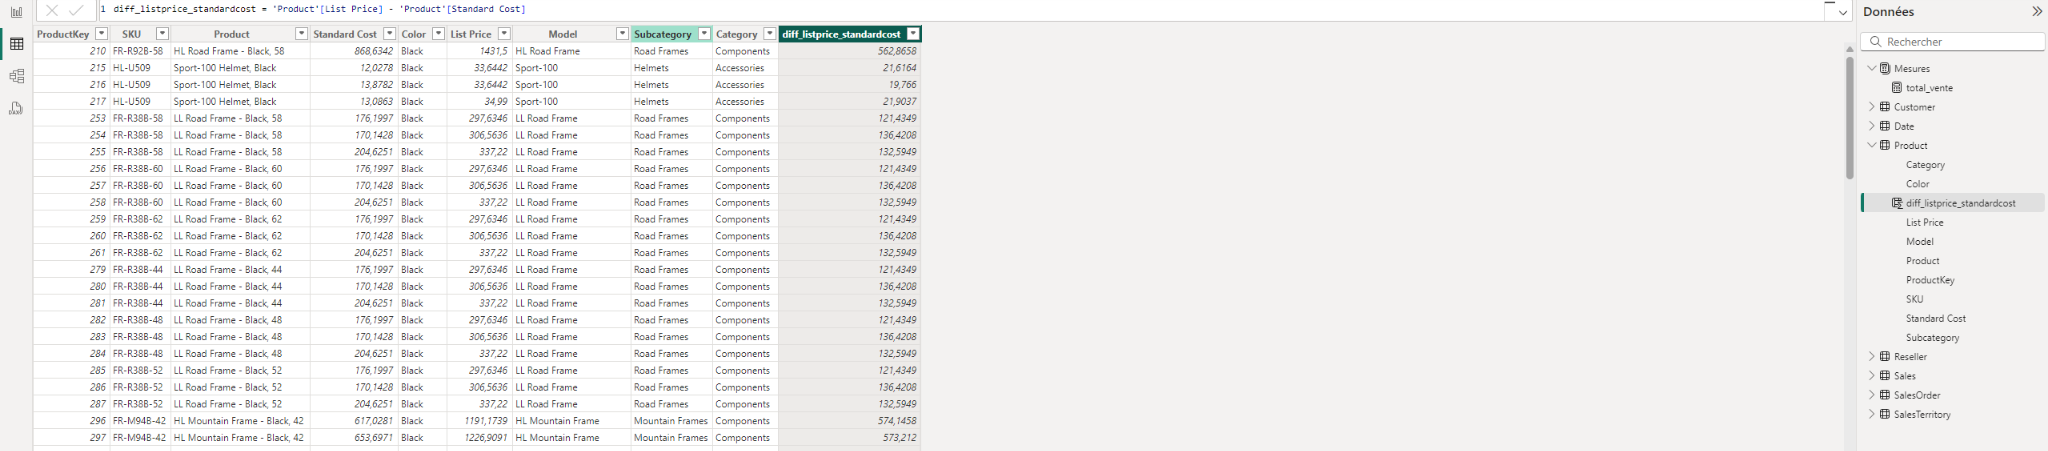 1 diff_listprice_standardcost = 'Product'[List Price] - 'Product'[Standard Cost]
ProductKey SKU Product Standard Cost Color List Price Model Subcategory Category diff_listprice_standardcost
210 FR-R92B-58 HL Road Frame - Black, 58 868,6342 Black 1431,5 HL Road Frame Road Frames Components 562,8658
215 HL-U509 Sport-100 Helmet, Black 12,0278 Black 33,6442 Sport-100 Helmets Accessories 21,6164
216 HL-U509 Sport-100 Helmet, Black 13,8782 Black 33,6442 Sport-100 Helmets Accessories 19,766
217 HL-U509 Sport-100 Helmet, Black 13,0863 Black 34,99 Sport-100 Helmets Accessories 21,9037
253 FR-R38B-58 LL Road Frame - Black, 58 176,1997 Black 297,6346 LL Road Frame Road Frames Components 121,4349
254 FR-R38B-58 LL Road Frame - Black, 58 170,1428 Black 306,5636 LL Road Frame Road Frames Components 136,4208
255 FR-R38B-58 LL Road Frame - Black, 58 204,6251 Black 337,22 LL Road Frame Road Frames Components 132,5949
256 FR-R38B-60 LL Road Frame - Black, 60 176,1997 Black 297,6346 LL Road Frame Road Frames Components 121,4349
257 FR-R38B-60 LL Road Frame - Black, 60 170,1428 Black 306,5636 LL Road Frame Road Frames Components 136,4208
258 FR-R38B-60 LL Road Frame - Black, 60 204,6251 Black 337,22 LL Road Frame Road Frames Components 132,5949
259 FR-R38B-62 LL Road Frame - Black, 62 176,1997 Black 297,6346 LL Road Frame Road Frames Components 121,4349
260 FR-R38B-62 LL Road Frame - Black, 62 170,1428 Black 306,5636 LL Road Frame Road Frames Components 136,4208
261 FR-R38B-62 LL Road Frame - Black, 62 204,6251 Black 337,22 LL Road Frame Road Frames Components 132,5949
279 FR-R38B-44 LL Road Frame - Black, 44 176,1997 Black 297,6346 LL Road Frame Road Frames Components 121,4349
280 FR-R38B-44 LL Road Frame - Black, 44 170,1428 Black 306,5636 LL Road Frame Road Frames Components 136,4208
281 FR-R38B-44 LL Road Frame - Black, 44 204,6251 Black 337,22 LL Road Frame Road Frames Components 132,5949
282 FR-R38B-48 LL Road Frame - Black, 48 176,1997 Black 297,6346 LL Road Frame Road Frames Components 121,4349
283 FR-R38B-48 LL Road Frame - Black, 48 170,1428 Black 306,5636 LL Road Frame Road Frames Components 136,4208
284 FR-R38B-48 LL Road Frame - Black, 48 204,6251 Black 337,22 LL Road Frame Road Frames Components 132,5949
285 FR-R38B-52 LL Road Frame - Black, 52 176,1997 Black 297,6346 LL Road Frame Road Frames Components 121,4349
286 FR-R38B-52 LL Road Frame - Black, 52 170,1428 Black 306,5636 LL Road Frame Road Frames Components 136,4208
287 FR-R38B-52 LL Road Frame - Black, 52 204,6251 Black 337,22 LL Road Frame Road Frames Components 132,5949
296 FR-M94B-42 HL Mountain Frame - Black, 42 617,0281 Black 1191,1739 HL Mountain Frame Mountain Frames Components 574,1458
297 FR-M94B-42 HL Mountain Frame - Black, 42 653,6971 Black 1226,9091 HL Mountain Frame Mountain Frames Components 573,212
Données
Rechercher
Mesures
total_vente
Customer
Date
Product
Category
Color
diff_listprice_standardcost
List Price
Model
Product
ProductKey
SKU
Standard Cost
Subcategory
Reseller
Sales
SalesOrder
SalesTerritory